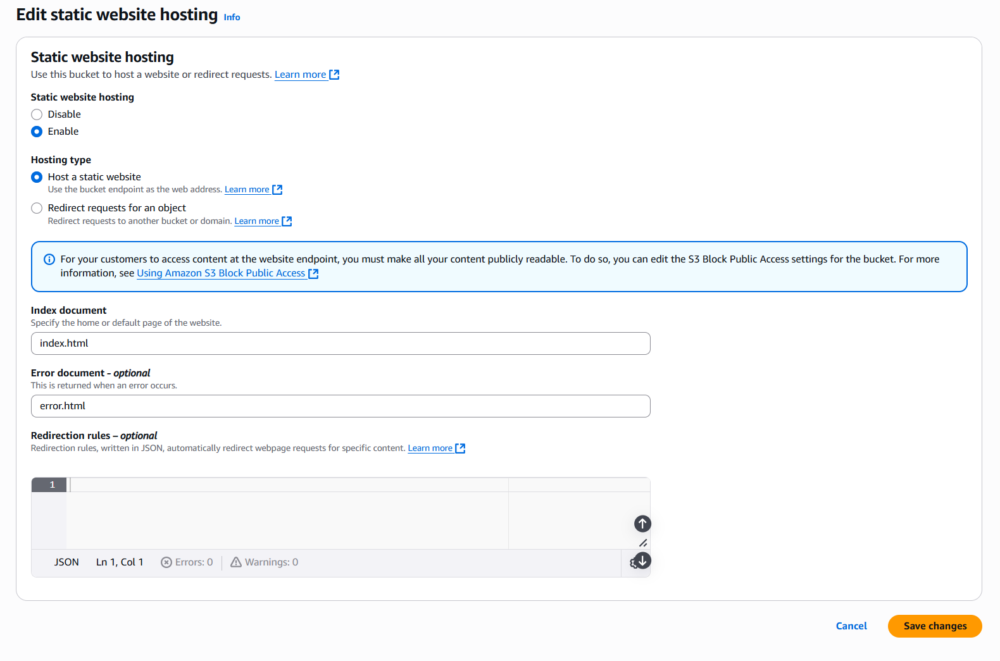 Edit static website hosting Info
Static website hosting
Use this bucket to host a website or redirect requests. Learn more
Static website hosting
Disable
Enable
Hosting type
Host a static website
Use the bucket endpoint as the web address. Learn more
Redirect requests for an object
Redirect requests to another bucket or domain. Learn more
For your customers to access content at the website endpoint, you must make all your content publicly readable. To do so, you can edit the S3 Block Public Access settings for the bucket. For more
information, see Using Amazon S3 Block Public Access
Index document
Specify the home or default page of the website.
index.html
Error document - optional
This is returned when an error occurs.
error.html
Redirection rules – optional
Redirection rules, written in JSON, automatically redirect webpage requests for specific content. Learn more
1
JSON Ln 1, Col 1 Errors: 0 Warnings: 0
Cancel Save changes